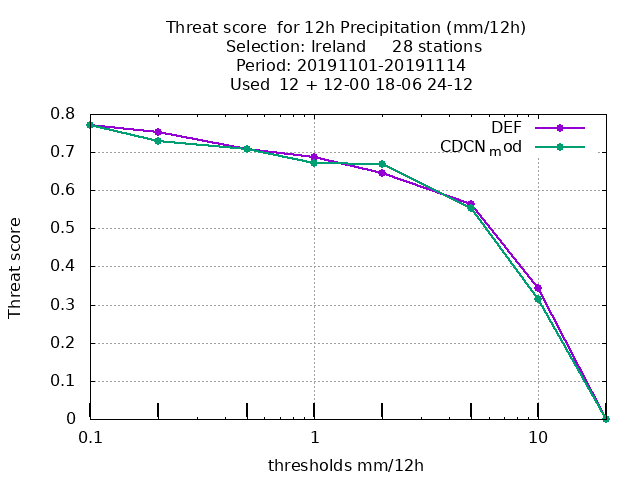 Threat score  for 12h Precipitation (mm/12h)
Selection: Ireland     28 stations
Period: 20191101-20191114
Used  12 + 12-00 18-06 24-12
DEF
CDCNmod
Threat score
0.8
0.7
0.6
0.5
0.4
0.3
0.2
0.1
0
0.1 1 10
thresholds mm/12h